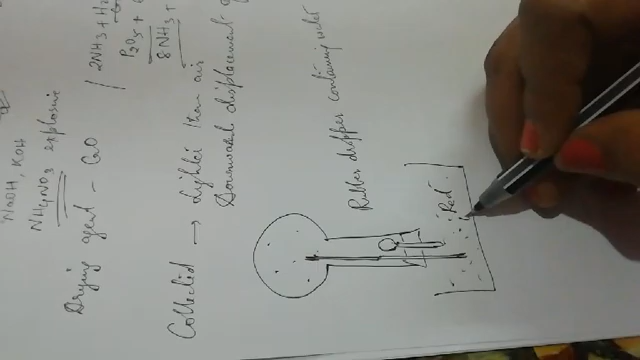 NaOH, KOH
NH4NO3 explosive
Drying agent - CaO
2NH3 + H2
P2O5 +
8NH3 +
Collected → Lighter than air
Downward displacement
Rubber dropper containing water
Red